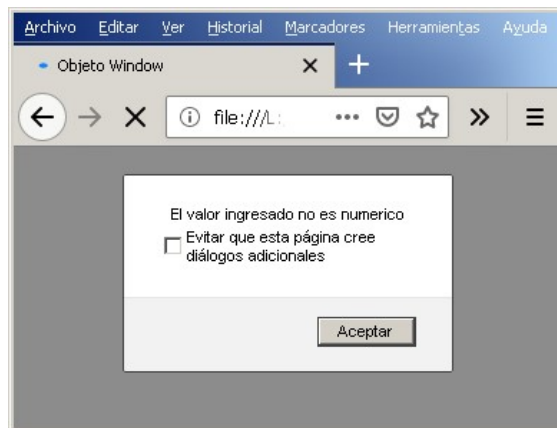 Archivo Editar Ver Historial Marcadores Herramientas Ayuda
Objeto Window
file:///L:
El valor ingresado no es numerico
Evitar que esta página cree
diálogos adicionales
Aceptar